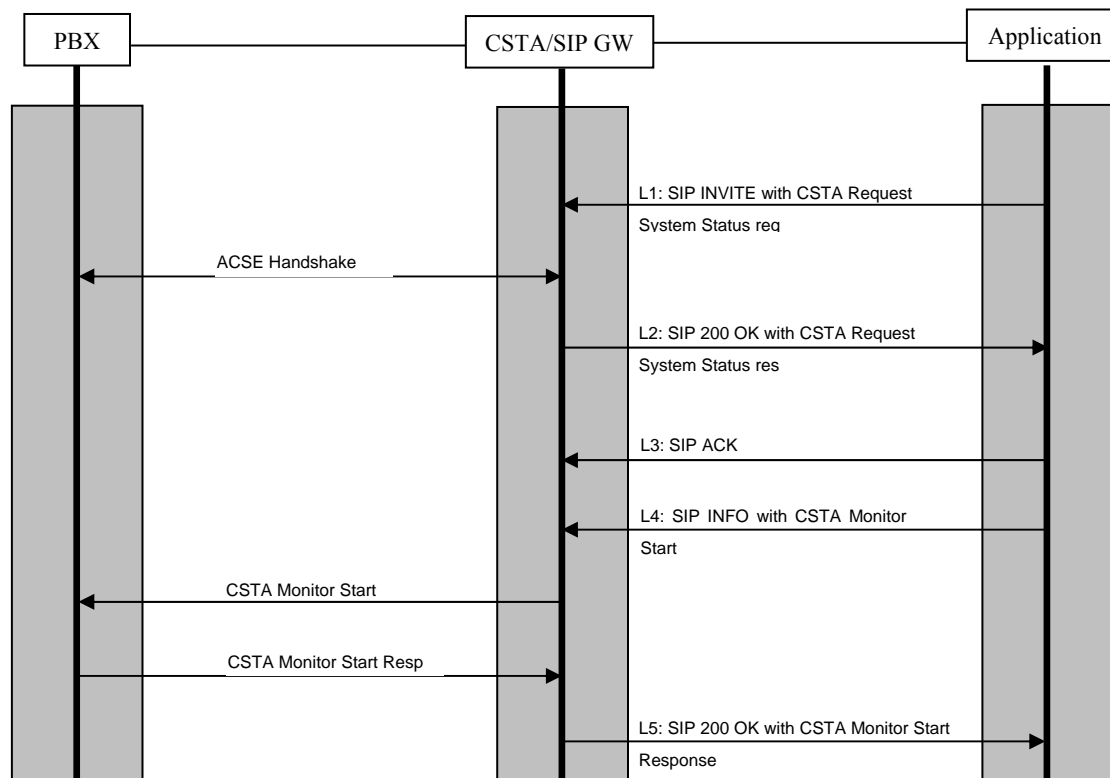 PBX
CSTA/SIP GW
Application
L1: SIP INVITE with CSTA Request
System Status req
ACSE Handshake
L2: SIP 200 OK with CSTA Request
System Status res
L3: SIP ACK
L4: SIP INFO with CSTA Monitor
Start
CSTA Monitor Start
CSTA Monitor Start Resp
L5: SIP 200 OK with CSTA Monitor Start
Response